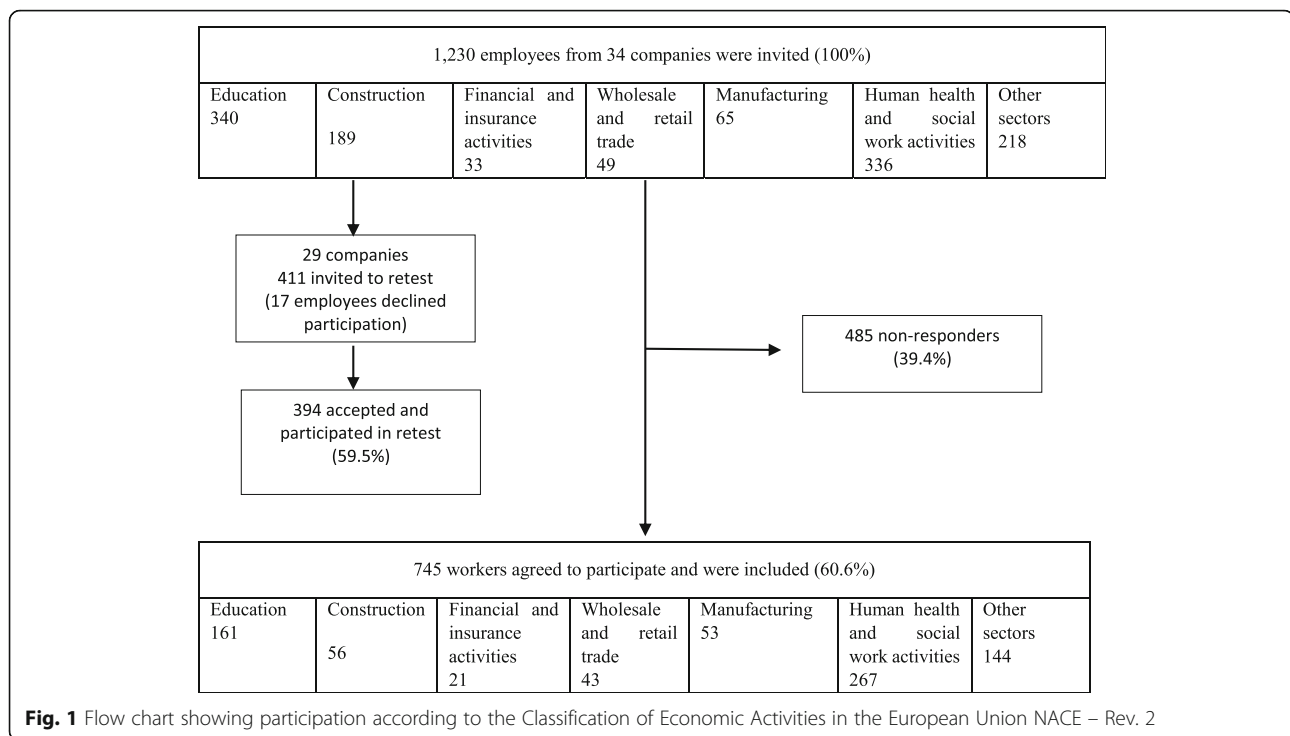 1,230 employees from 34 companies were invited (100%)
Education
340
Construction
189
Financial and
insurance
activities
33
Wholesale
and retail
trade
49
Manufacturing
65
Human health
and social
work activities
336
Other
sectors
218
29 companies
411 invited to retest
(17 employees declined
participation)
485 non-responders
(39.4%)
394 accepted and
participated in retest
(59.5%)
745 workers agreed to participate and were included (60.6%)
Education
161
Construction
56
Financial and
insurance
activities
21
Wholesale
and retail
trade
43
Manufacturing
53
Human health
and social
work activities
267
Other
sectors
144
Fig. 1 Flow chart showing participation according to the Classification of Economic Activities in the European Union NACE – Rev. 2